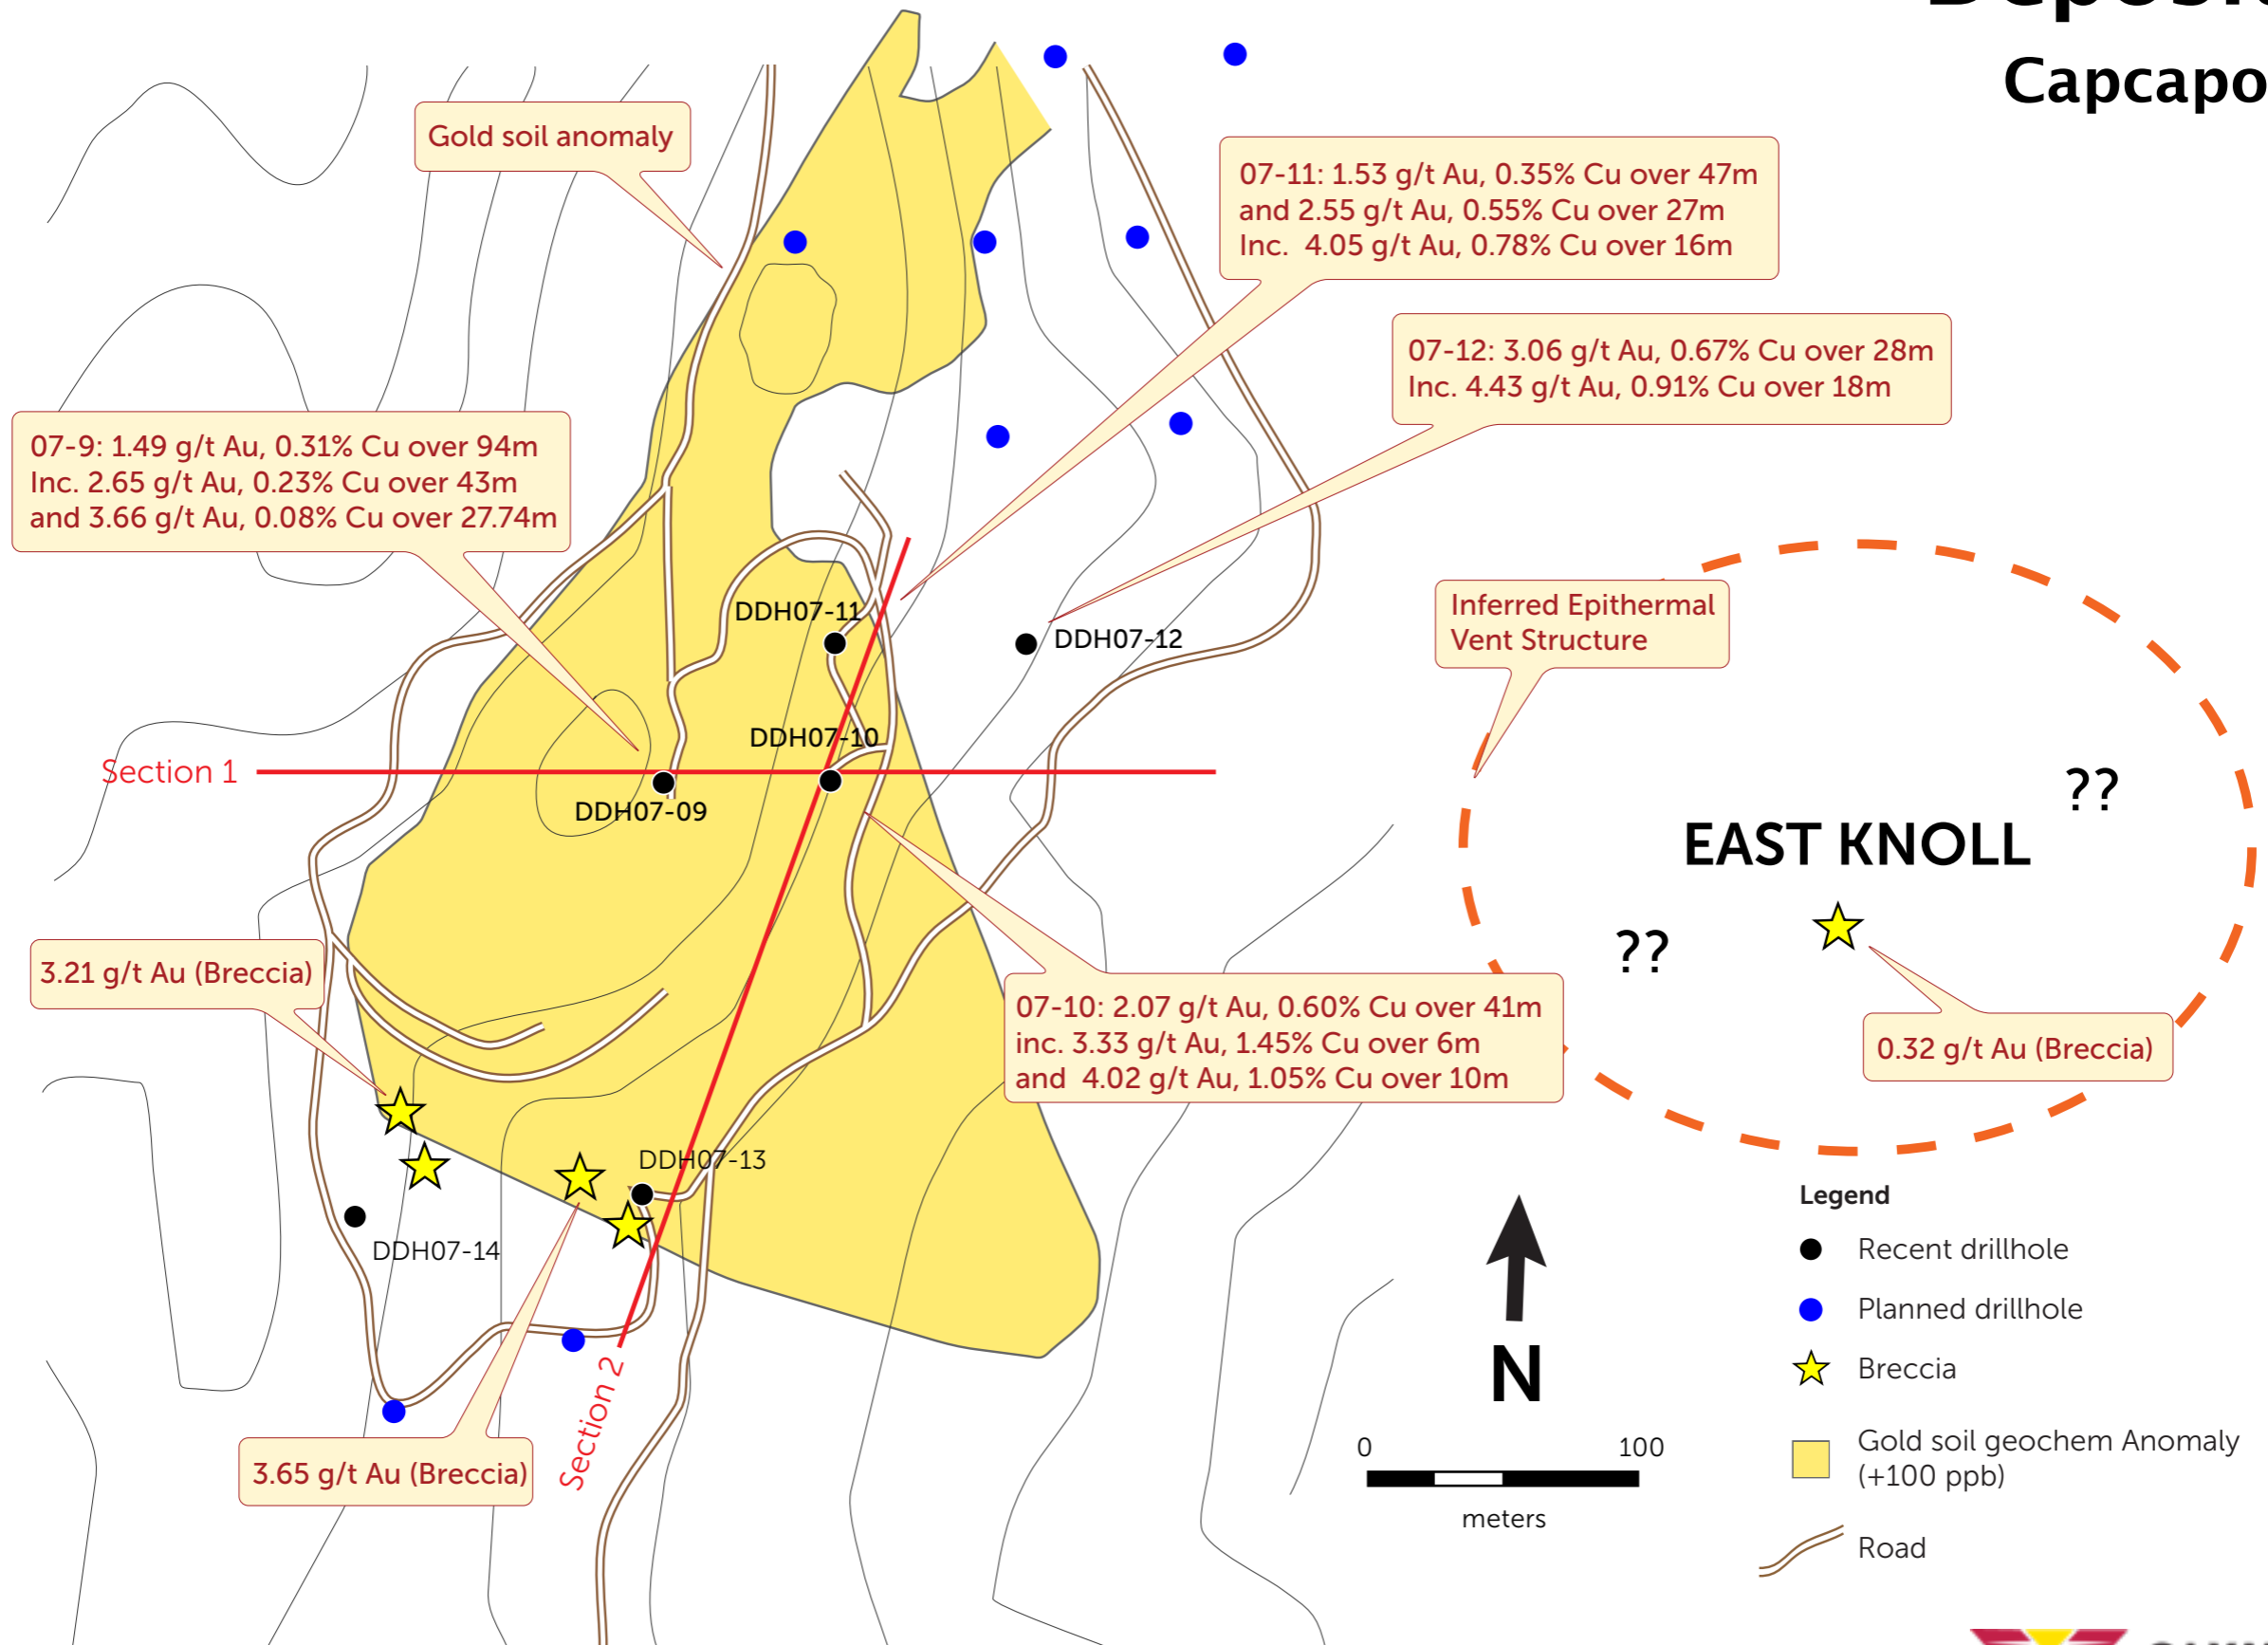 Capcapo
Gold soil anomaly
07-11: 1.53 g/t Au, 0.35% Cu over 47m
and 2.55 g/t Au, 0.55% Cu over 27m
Inc. 4.05 g/t Au, 0.78% Cu over 16m
07-12: 3.06 g/t Au, 0.67% Cu over 28m
Inc. 4.43 g/t Au, 0.91% Cu over 18m
07-9: 1.49 g/t Au, 0.31% Cu over 94m
Inc. 2.65 g/t Au, 0.23% Cu over 43m
and 3.66 g/t Au, 0.08% Cu over 27.74m
Inferred Epithermal
Vent Structure
DDH07-11
DDH07-12
DDH07-10
Section 1
DDH07-09
??
EAST KNOLL
??
3.21 g/t Au (Breccia)
07-10: 2.07 g/t Au, 0.60% Cu over 41m
inc. 3.33 g/t Au, 1.45% Cu over 6m
and 4.02 g/t Au, 1.05% Cu over 10m
0.32 g/t Au (Breccia)
DDH07-13
DDH07-14
Section 2
3.65 g/t Au (Breccia)
N
0 100
meters
Legend
Recent drillhole
Planned drillhole
Breccia
Gold soil geochem Anomaly
(+100 ppb)
Road